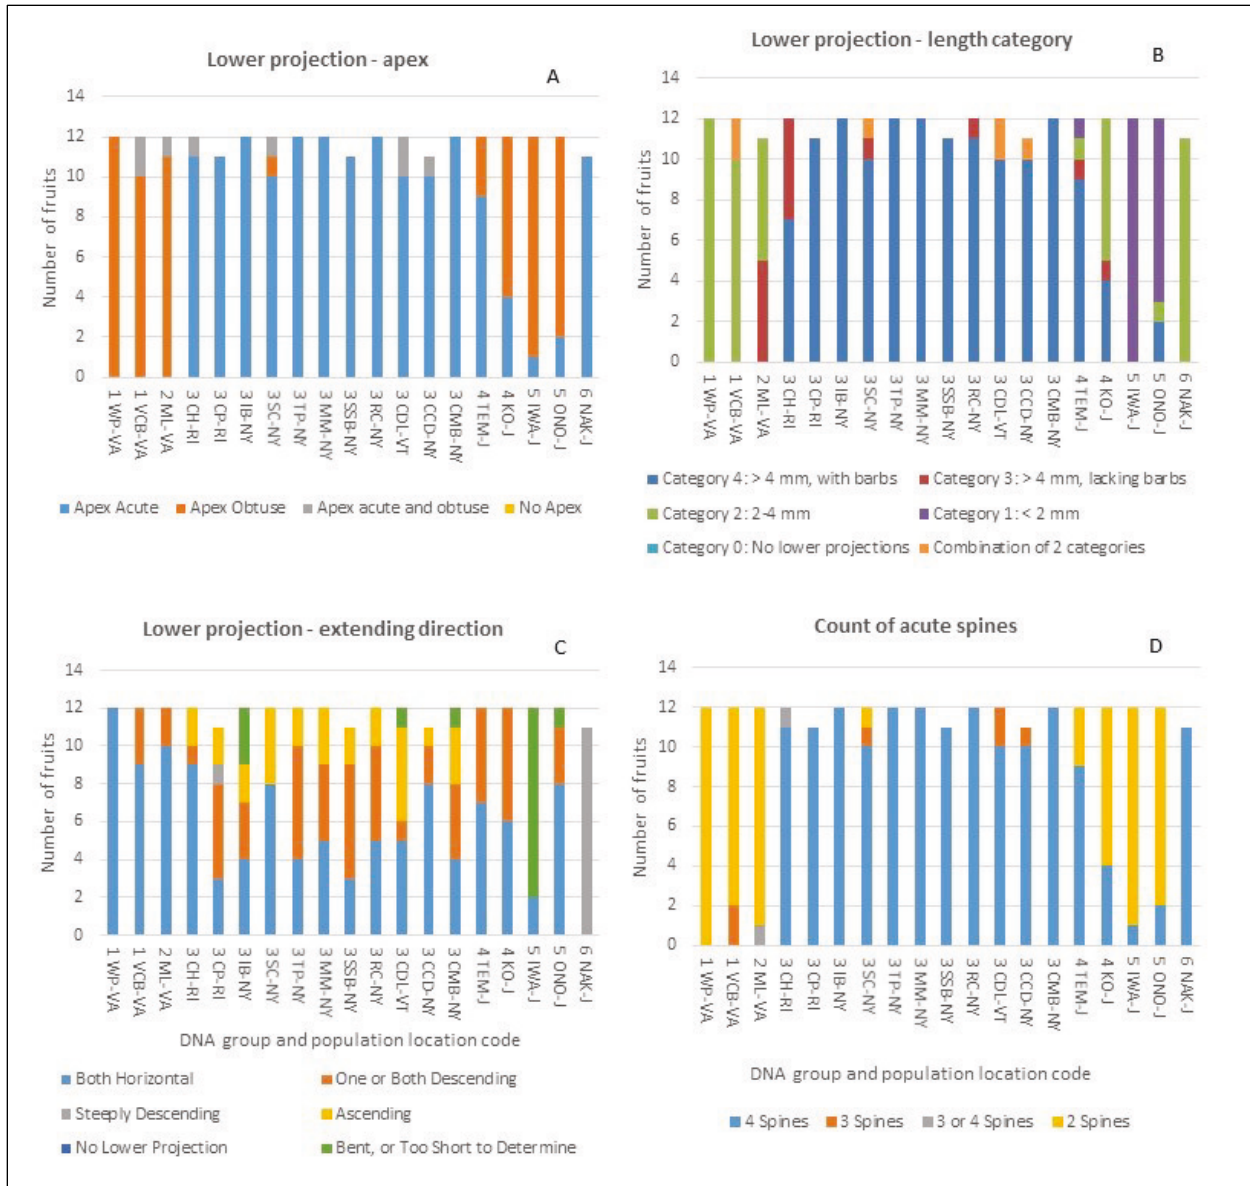 Lower projection - apex
A
14
12
10
8
6
4
2
0
Number of fruits
1 WP-VA
1 VCB-VA
2 ML-VA
3 CH-RI
3 CP-RI
3 IB-NY
3 SC-NY
3 TP-NY
3 MM-NY
3 SSB-NY
3 RC-NY
3 CDL-VT
3 CCD-NY
3 CMB-NY
4 TEM-J
4 KO-J
5 IWA-J
5 ONO-J
6 NAK-J
Apex Acute Apex Obtuse Apex acute and obtuse No Apex
Lower projection - length category
B
14
12
10
8
6
4
2
0
Number of fruits
1 WP-VA
1 VCB-VA
2 ML-VA
3 CH-RI
3 CP-RI
3 IB-NY
3 SC-NY
3 TP-NY
3 MM-NY
3 SSB-NY
3 RC-NY
3 CDL-VT
3 CCD-NY
3 CMB-NY
4 TEM-J
4 KO-J
5 IWA-J
5 ONO-J
6 NAK-J
Category 4: > 4 mm, with barbs Category 3: > 4 mm, lacking barbs
Category 2: 2-4 mm Category 1: < 2 mm
Category 0: No lower projections Combination of 2 categories
Lower projection - extending direction
C
14
12
10
8
6
4
2
0
Number of fruits
1 WP-VA
1 VCB-VA
2 ML-VA
3 CH-RI
3 CP-RI
3 IB-NY
3 SC-NY
3 TP-NY
3 MM-NY
3 SSB-NY
3 RC-NY
3 CDL-VT
3 CCD-NY
3 CMB-NY
4 TEM-J
4 KO-J
5 IWA-J
5 ONO-J
6 NAK-J
DNA group and population location code
Both Horizontal One or Both Descending
Steeply Descending Ascending
No Lower Projection Bent, or Too Short to Determine
Count of acute spines
D
14
12
10
8
6
4
2
0
Number of fruits
1 WP-VA
1 VCB-VA
2 ML-VA
3 CH-RI
3 CP-RI
3 IB-NY
3 SC-NY
3 TP-NY
3 MM-NY
3 SSB-NY
3 RC-NY
3 CDL-VT
3 CCD-NY
3 CMB-NY
4 TEM-J
4 KO-J
5 IWA-J
5 ONO-J
6 NAK-J
DNA group and population location code
4 Spines 3 Spines 3 or 4 Spines 2 Spines